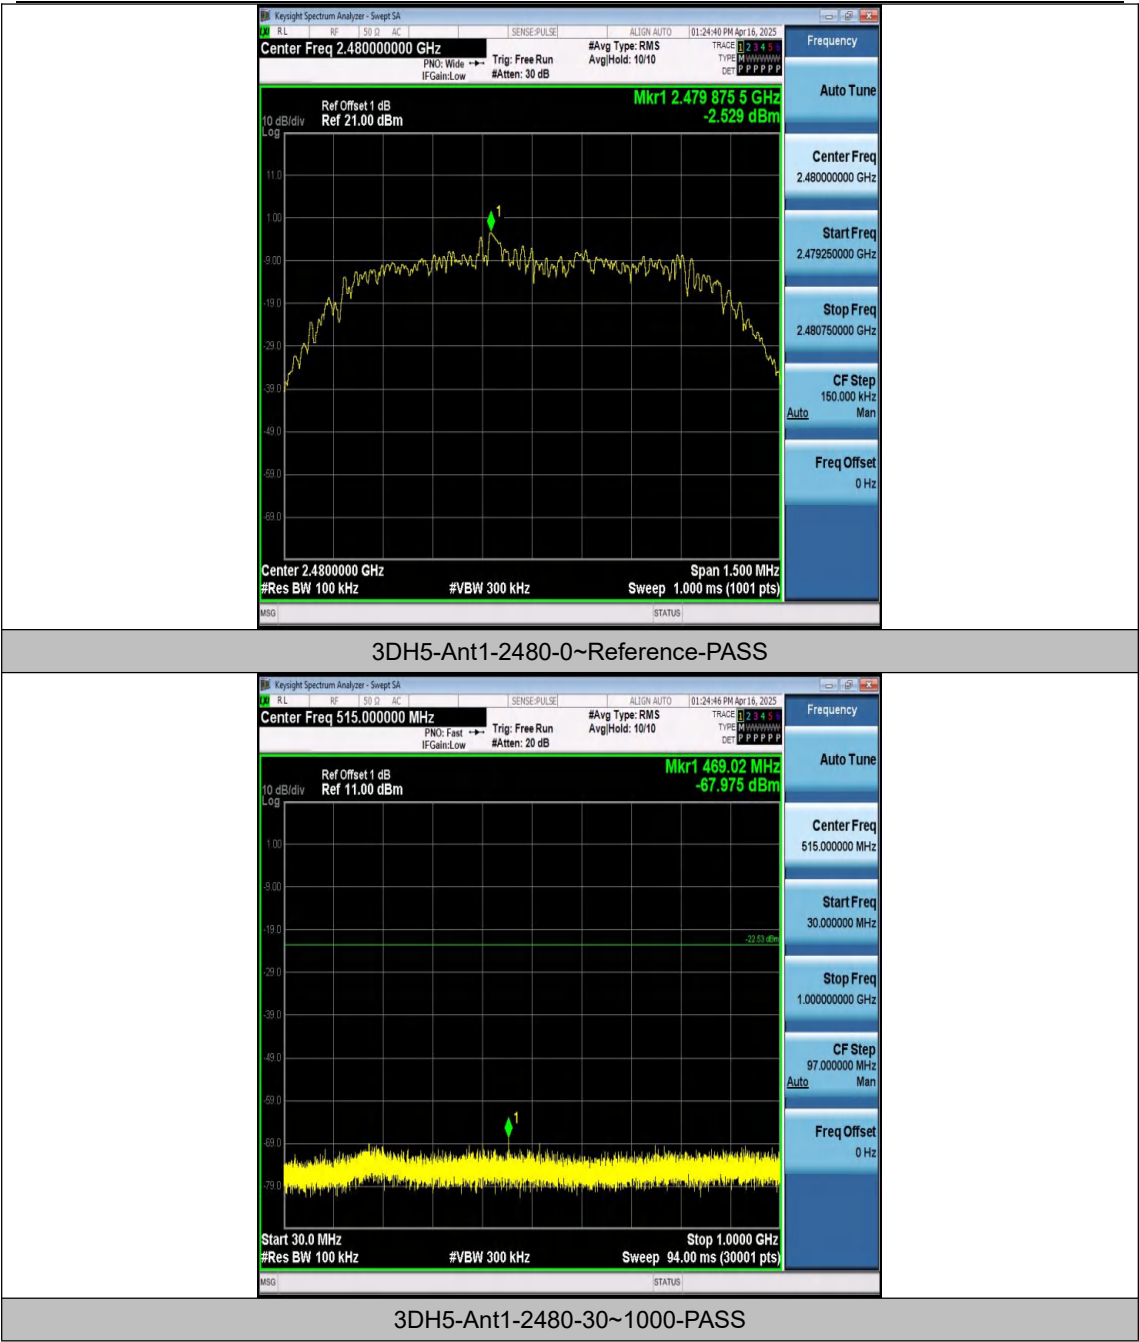 Keysight Spectrum Analyzer - Swept SA
RL RF 50 Ω AC SENSE:PULSE ALIGN AUTO 01:24:40 PM Apr 16, 2025
Center Freq 2.480000000 GHz
PNO: Wide
IFGain:Low
Trig: Free Run
#Atten: 30 dB
#Avg Type: RMS
Avg|Hold: 10/10
TRACE 1 2 3 4 5 6
TYPE M
DET P P P P P P
Mkr1 2.479 875 5 GHz
-2.529 dBm
Ref Offset 1 dB
10 dB/div Ref 21.00 dBm
Log
11.0
1.00
-9.00
-19.0
-29.0
-39.0
-49.0
-59.0
-69.0
1
Center 2.4800000 GHz Span 1.500 MHz
#Res BW 100 kHz #VBW 300 kHz Sweep 1.000 ms (1001 pts)
MSG STATUS
Frequency
Auto Tune
Center Freq
2.480000000 GHz
Start Freq
2.479250000 GHz
Stop Freq
2.480750000 GHz
CF Step
150.000 kHz
Auto Man
Freq Offset
0 Hz
3DH5-Ant1-2480-0~Reference-PASS
Keysight Spectrum Analyzer - Swept SA
RL RF 50 Ω AC SENSE:PULSE ALIGN AUTO 01:24:46 PM Apr 16, 2025
Center Freq 515.000000 MHz
PNO: Fast
IFGain:Low
Trig: Free Run
#Atten: 20 dB
#Avg Type: RMS
Avg|Hold: 10/10
TRACE 1 2 3 4 5 6
TYPE M
DET P P P P P P
Mkr1 469.02 MHz
-67.975 dBm
Ref Offset 1 dB
10 dB/div Ref 11.00 dBm
Log
1.00
-9.00
-19.0
-22.53 dBm
-29.0
-39.0
-49.0
-59.0
-69.0
-79.0
1
Start 30.0 MHz Stop 1.0000 GHz
#Res BW 100 kHz #VBW 300 kHz Sweep 94.00 ms (30001 pts)
MSG STATUS
Frequency
Auto Tune
Center Freq
515.000000 MHz
Start Freq
30.000000 MHz
Stop Freq
1.000000000 GHz
CF Step
97.000000 MHz
Auto Man
Freq Offset
0 Hz
3DH5-Ant1-2480-30~1000-PASS